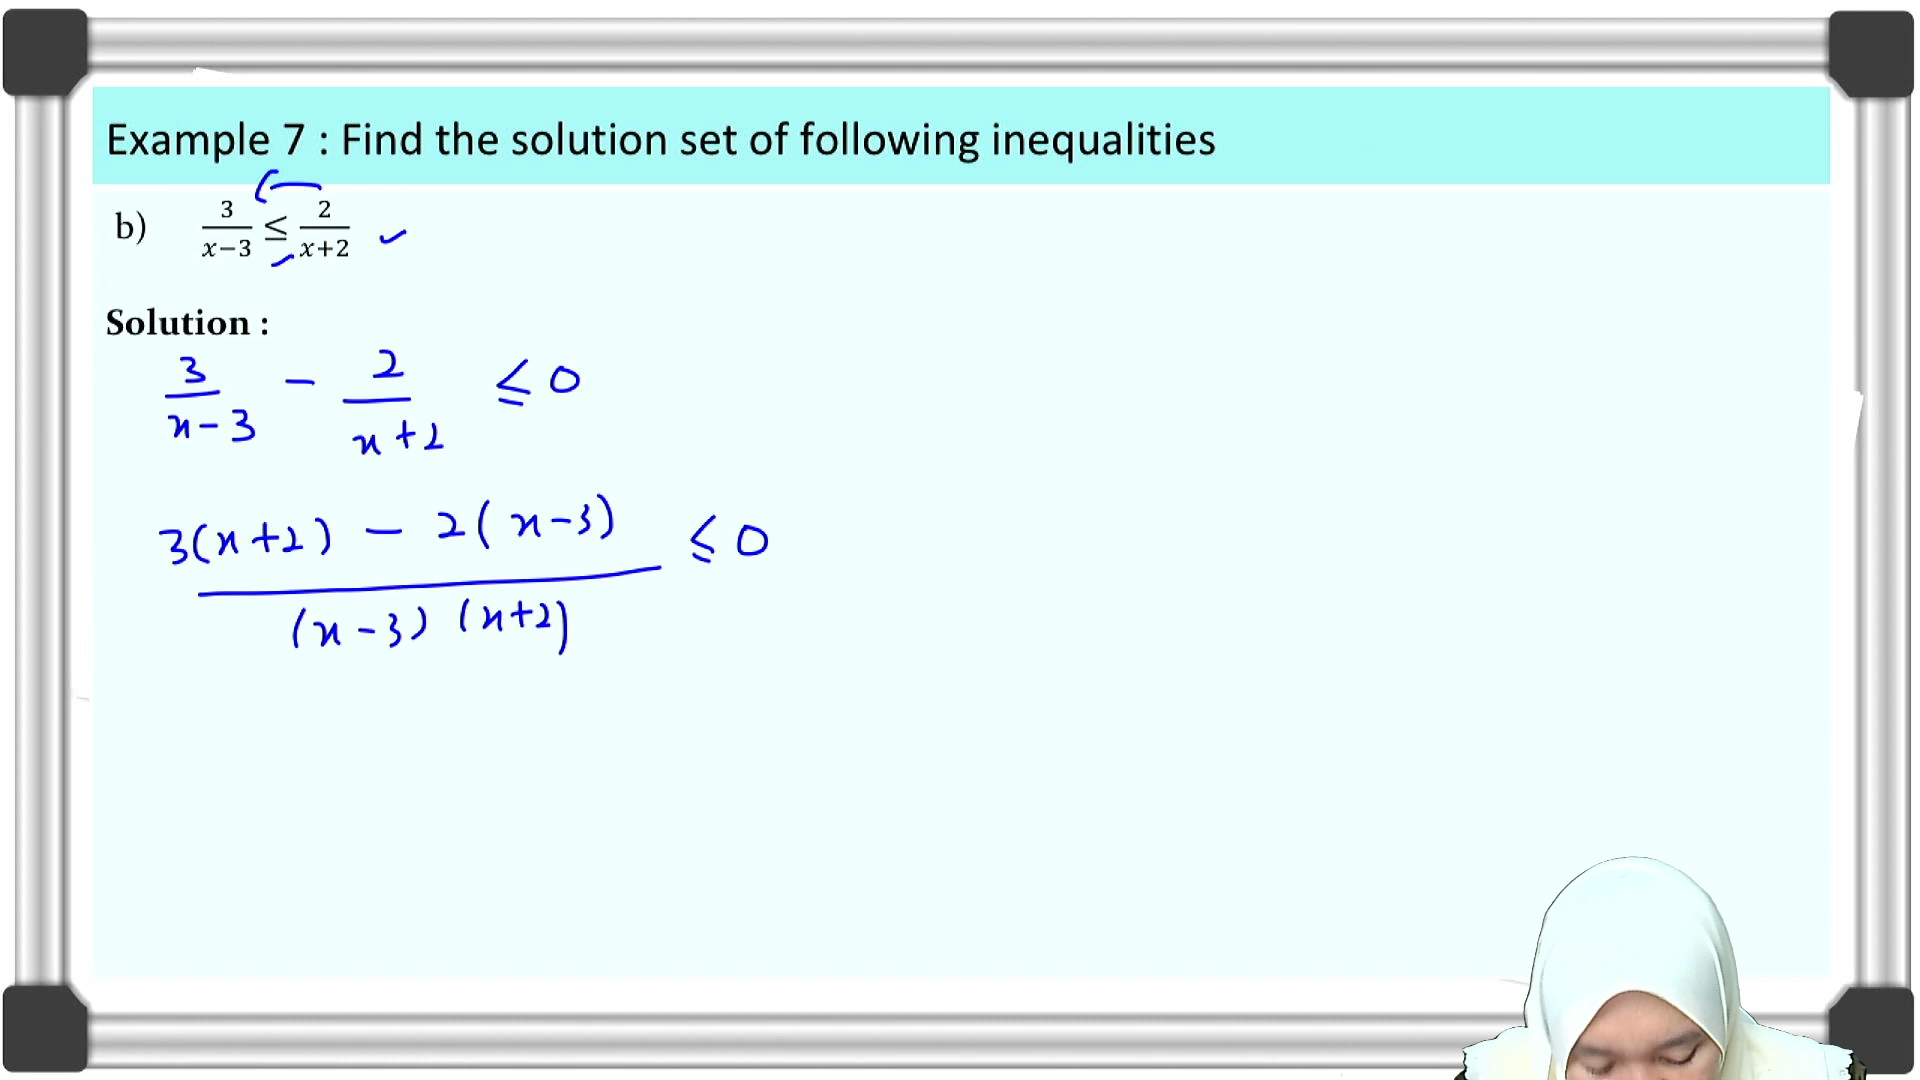 Example 7 : Find the solution set of following inequalities
b) 3/(x−3) ≤ 2/(x+2)
Solution :
3/(x−3) − 2/(x+2) ≤ 0
(3(x+2) − 2(x−3))/((x−3)(x+2)) ≤ 0